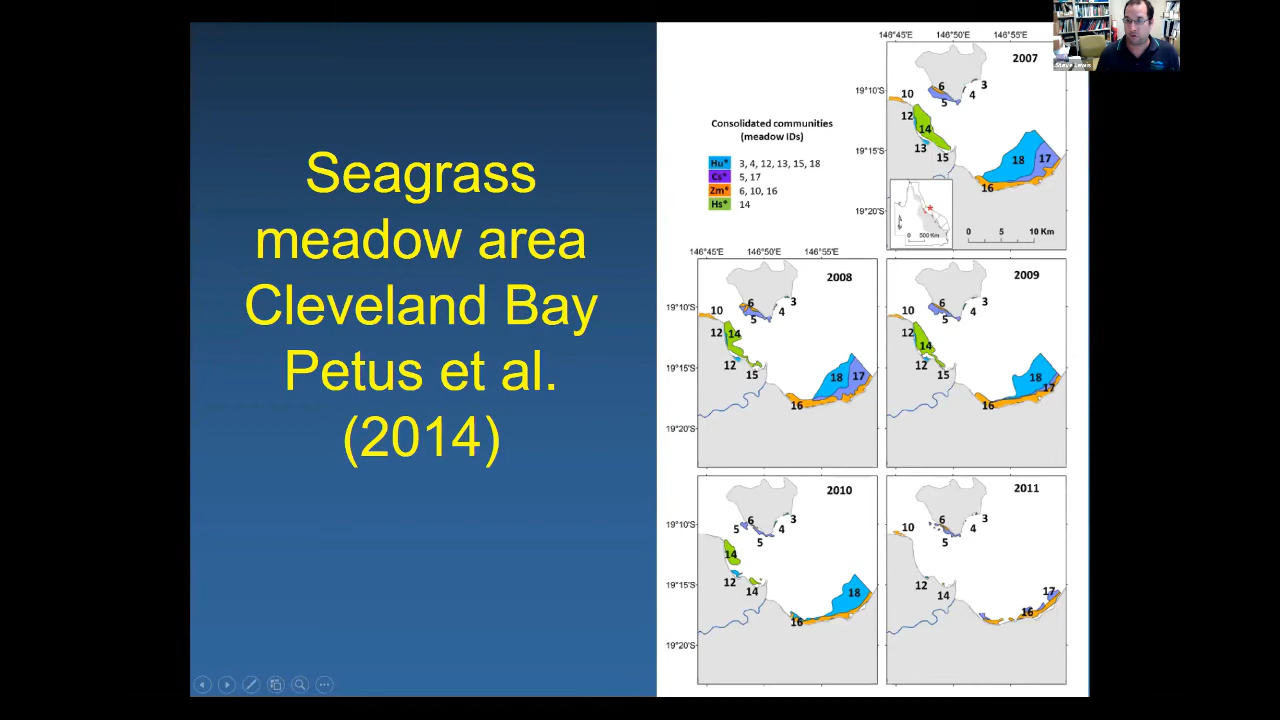 Seagrass
meadow area
Cleveland Bay
Petus et al.
(2014)
Consolidated communities
(meadow IDs)
Hu* 3, 4, 12, 13, 15, 18
Cs* 5, 17
Zm* 6, 10, 16
Hs* 14
146°45'E 146°50'E 146°55'E
2007
19°10'S
19°15'S
19°20'S
3
4
6
5
10
12
14
13
15
18
17
16
0 500 Km
0 5 10 Km
146°45'E 146°50'E 146°55'E
2008
19°10'S
19°15'S
19°20'S
3
4
6
5
10
12
14
12
15
18
17
16
2009
3
4
6
5
10
12
14
12
15
18
17
16
2010
19°10'S
19°15'S
19°20'S
3
4
6
5
5
14
12
14
18
16
2011
3
4
6
5
10
12
14
17
16
Steve Lewis